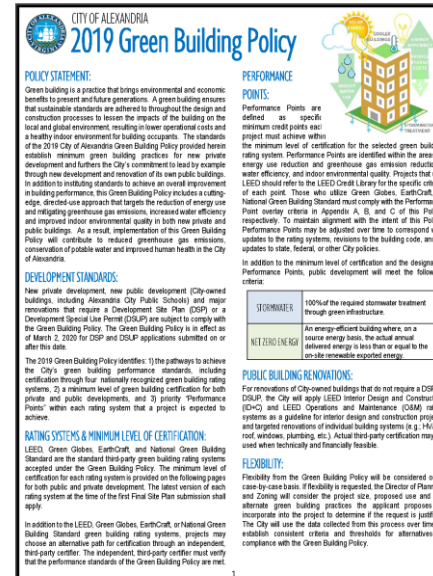 CITY OF ALEXANDRIA
2019 Green Building Policy
POLICY STATEMENT:
Green building is a practice that brings environmental and economic
benefits to present and future generations. A green building ensures
that sustainable standards are adhered to throughout the design and
construction processes to lessen the impacts of the building on the
local and global environment, resulting in lower operational costs and
a healthy indoor environment for building occupants. The standards
of the 2019 City of Alexandria Green Building Policy provided herein
establish minimum green building practices for new private
development and furthers the City's commitment to lead by example
through new development and renovation of its own public buildings.
In addition to instituting standards to achieve an overall improvement
in building performance, this Green Building Policy includes a cutting-
edge, directed-use approach that targets the reduction of energy use
and mitigating greenhouse gas emissions, increased water efficiency
and improved indoor environmental quality in both new private and
public buildings. As a result, implementation of this Green Building
Policy will contribute to reduced greenhouse gas emissions,
conservation of potable water and improved human health in the City
of Alexandria.
DEVELOPMENT STANDARDS:
New private development, new public development (City-owned
buildings, including Alexandria City Public Schools) and major
renovations that require a Development Site Plan (DSP) or a
Development Special Use Permit (DSUP) are subject to comply with
the Green Building Policy. The Green Building Policy is in effect as
of March 2, 2020 for DSP and DSUP applications submitted on or
after this date.
The 2019 Green Building Policy identifies: 1) the pathways to achieve
the City's green building performance standards, including
certification through four nationally recognized green building rating
systems, 2) a minimum level of green building certification for both
private and public developments, and 3) priority "Performance
Points" within each rating system that a project is expected to
achieve.
RATING SYSTEMS & MINIMUM LEVEL OF CERTIFICATION:
LEED, Green Globes, EarthCraft, and National Green Building
Standard are the standard third-party green building rating systems
accepted under the Green Building Policy. The minimum level of
certification for each rating system is provided on the following pages
for both public and private development. The latest version of each
rating system at the time of the first Final Site Plan submission shall
apply.
In addition to the LEED, Green Globes, EarthCraft, or National Green
Building Standard green building rating systems, projects may
choose an alternative path for certification through an independent,
third-party certifier. The independent, third-party certifier must verify
that the performance standards of the Green Building Policy are met.
PERFORMANCE
POINTS:
Performance Points are
defined as specific
minimum credit points eac
project must achieve within
the minimum level of certification for the selected green build
rating system. Performance Points are identified within the areas
energy use reduction and greenhouse gas emission reductio
water efficiency, and indoor environmental quality. Projects that
LEED should refer to the LEED Credit Library for the specific crit
of each point. Those who utilize Green Globes, EarthCraft,
National Green Building Standard must comply with the Performan
Point overlay criteria in Appendix A, B, and C of this Pol
respectively. To maintain alignment with the intent of this Pol
Performance Points may be adjusted over time to correspond
updates to the rating systems, revisions to the building code, an
updates to state, federal, or other City policies.
In addition to the minimum level of certification and the designa
Performance Points, public development will meet the follow
criteria:
STORMWATER
100% of the required stormwater treatment
through green infrastructure.
NET ZERO ENERGY
An energy-efficient building where, on a
source energy basis, the actual annual
delivered energy is less than or equal to the
on-site renewable exported energy.
PUBLIC BUILDING RENOVATIONS:
For renovations of City-owned buildings that do not require a DSP
DSUP, the City will apply LEED Interior Design and Construct
(ID+C) and LEED Operations and Maintenance (O&M) ra
systems as a guideline for interior design and construction proje
and targeted renovations of individual building systems (e.g.; HVA
roof, windows, plumbing, etc.). Actual third-party certification may
used when technically and financially feasible.
FLEXIBILITY:
Flexibility from the Green Building Policy will be considered o
case-by-case basis. If flexibility is requested, the Director of Plann
and Zoning will consider the project size, proposed use and
alternate green building practices the applicant proposes
incorporate into the project to determine if the request is justif
The City will use the data collected from this process over time
establish consistent criteria and thresholds for alternatives
compliance with the Green Building Policy.
1